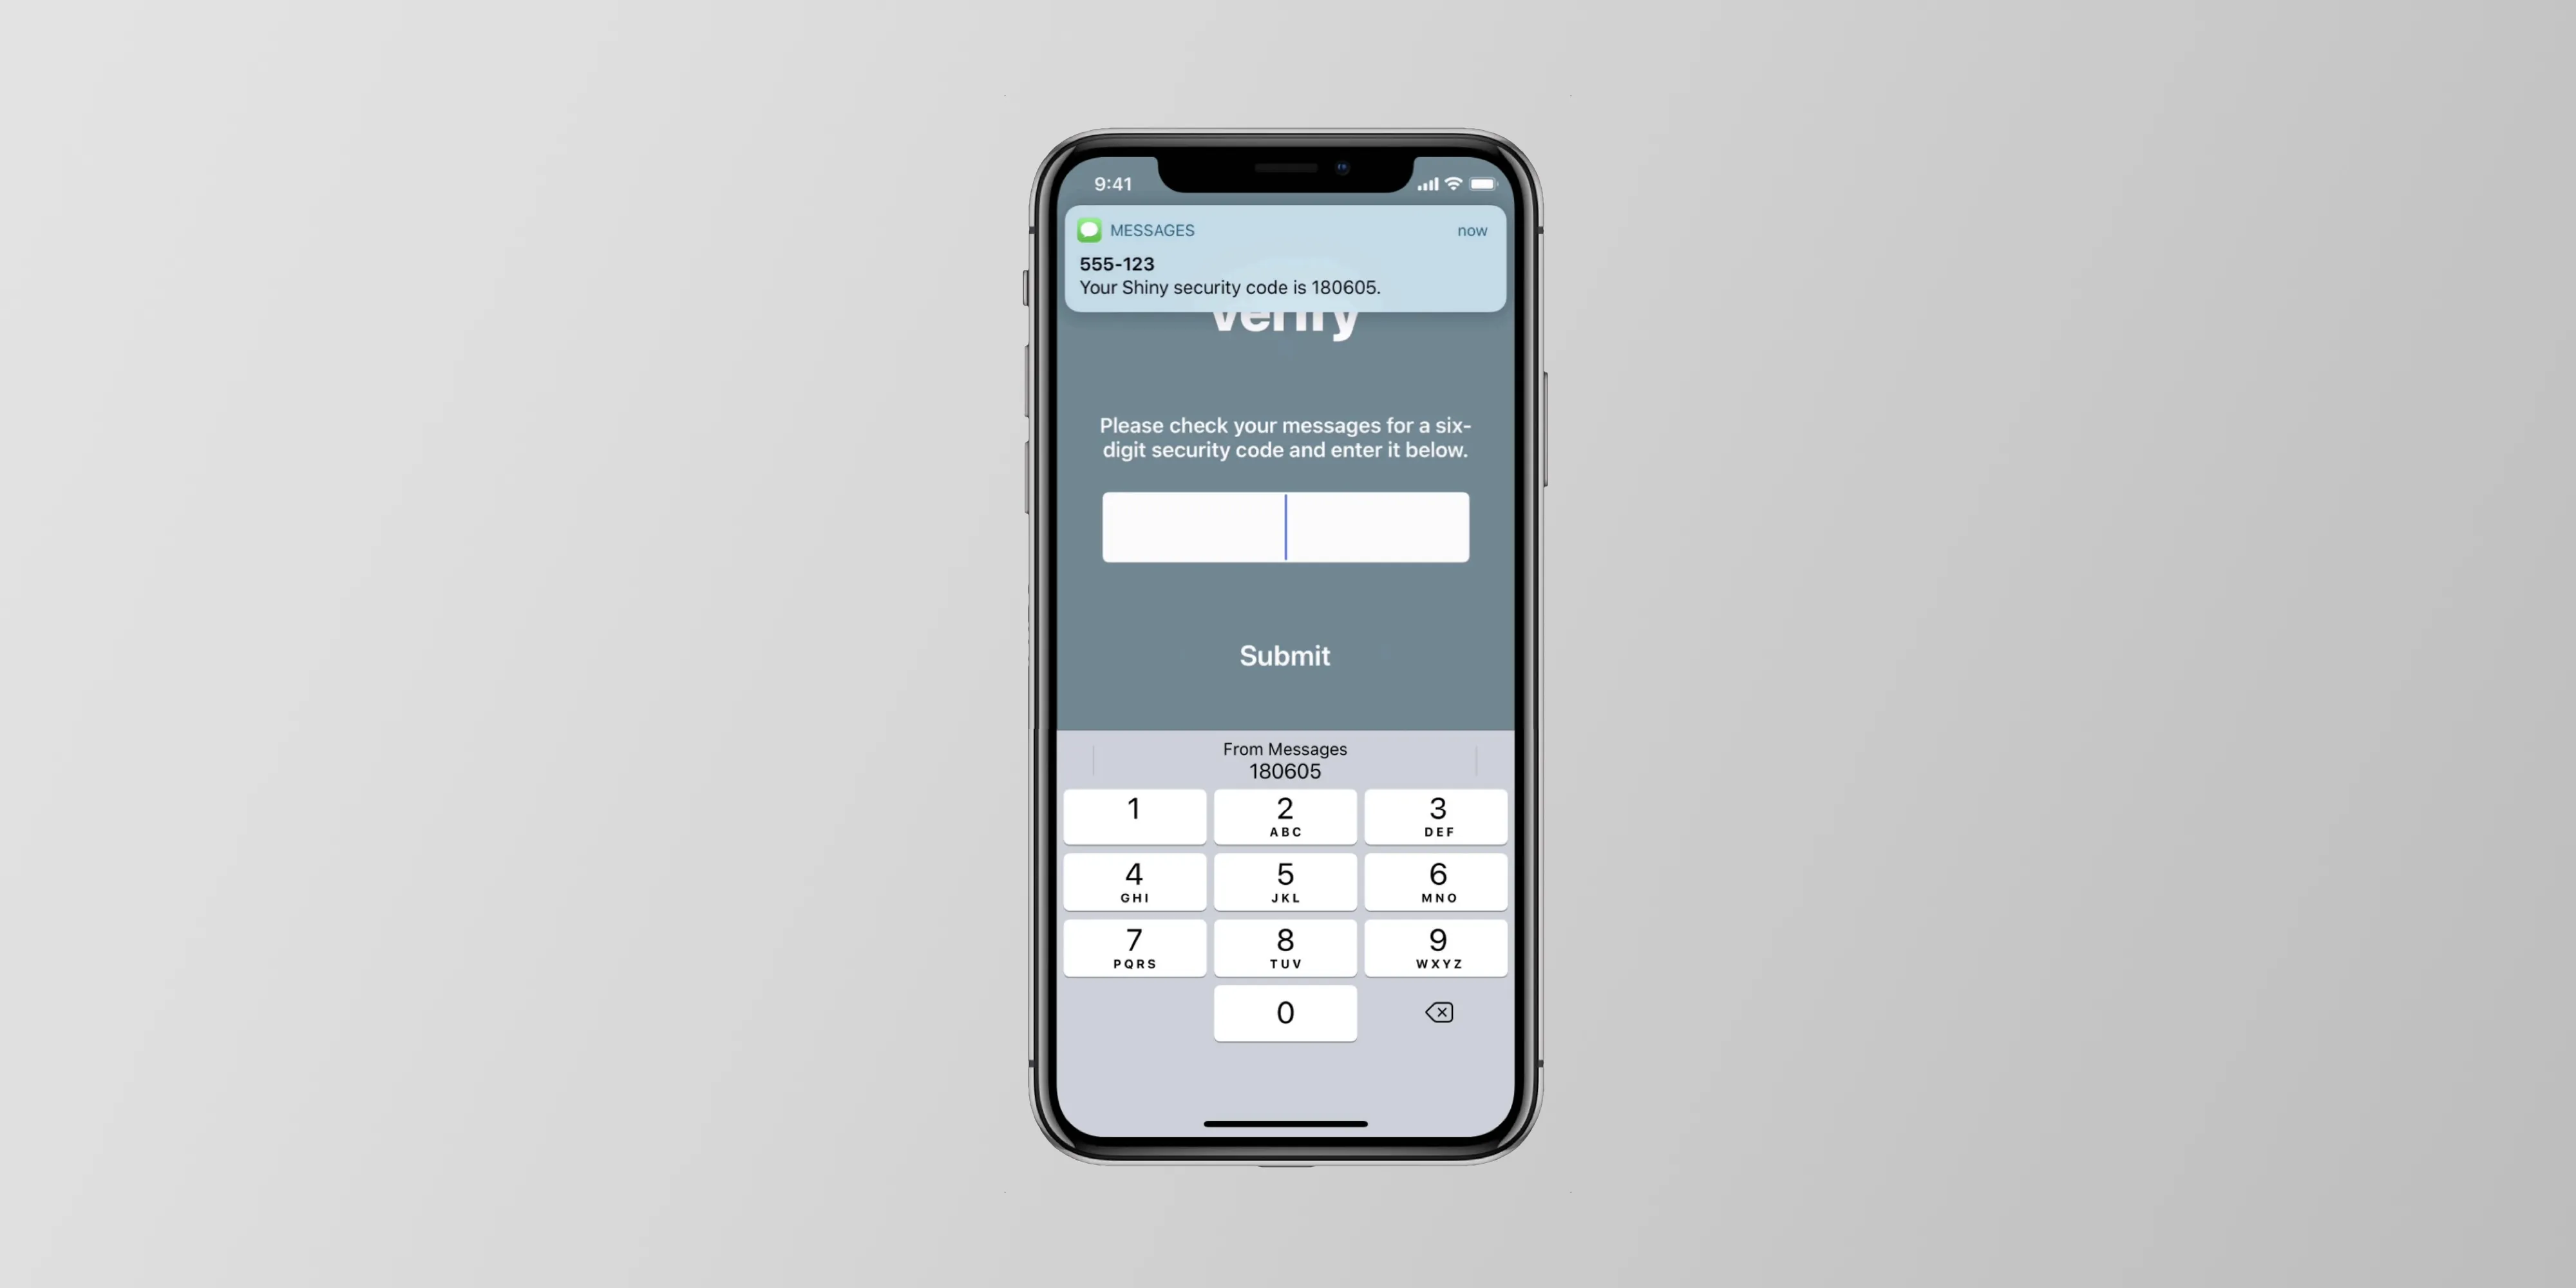 9:41
MESSAGES
now
555-123
Your Shiny security code is 180605.
verify
Please check your messages for a six-
digit security code and enter it below.
Submit
From Messages
180605
1
2
ABC
3
DEF
4
GHI
5
JKL
6
MNO
7
PQRS
8
TUV
9
WXYZ
0